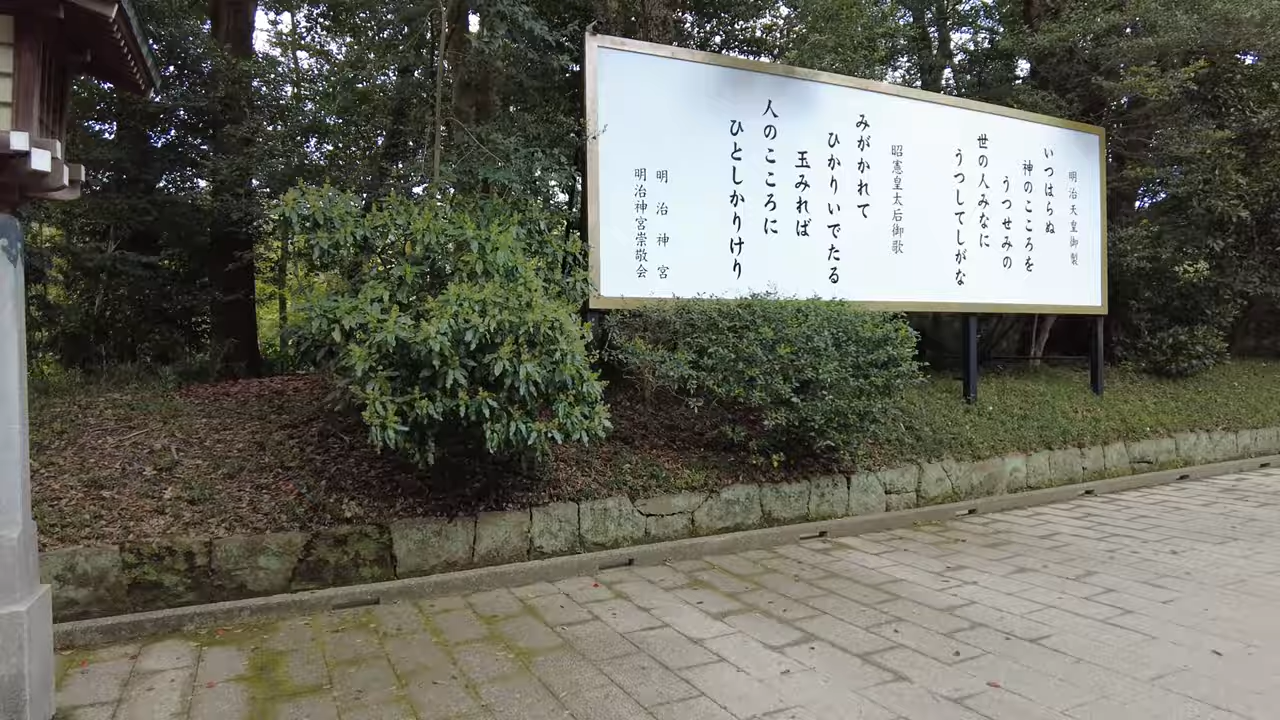 明治天皇御製
いつはらぬ
神のこころを
うつせみの
世の人みなに
うつしてしがな
昭憲皇太后御歌
みがかれて
ひかりいでたる
玉みれば
人のこころに
ひとしかりけり
明治神宮
明治神宮崇敬会